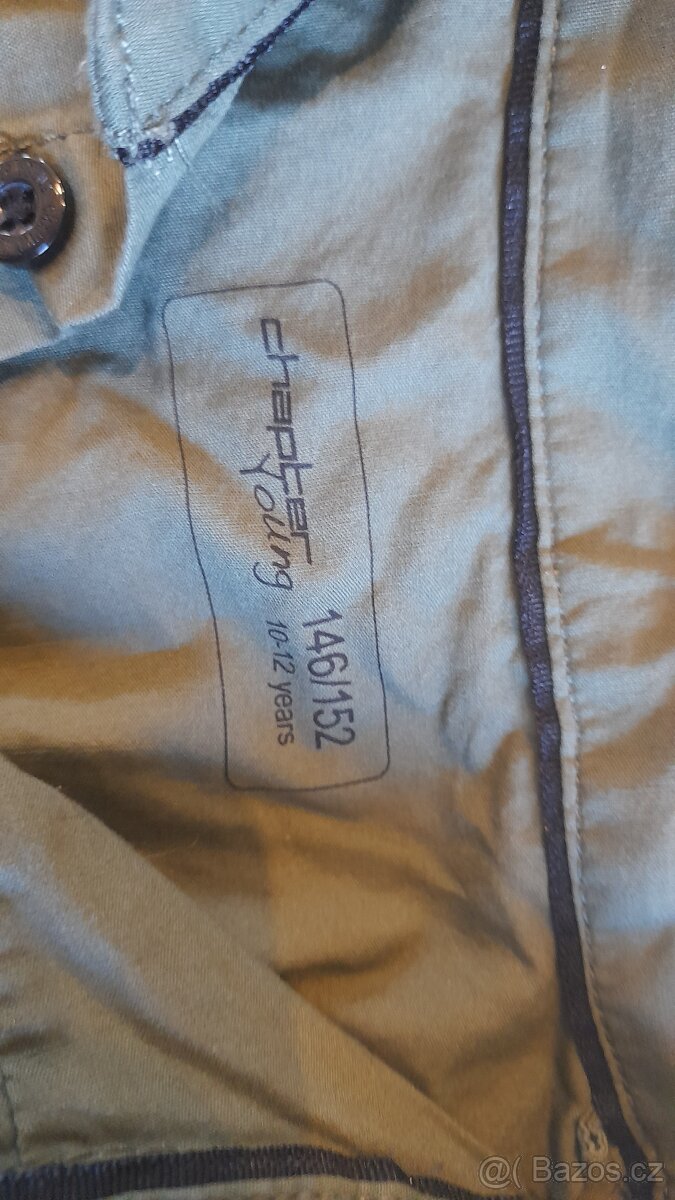 chapter
Young
146/152
10-12 years
@( Bazos.cz